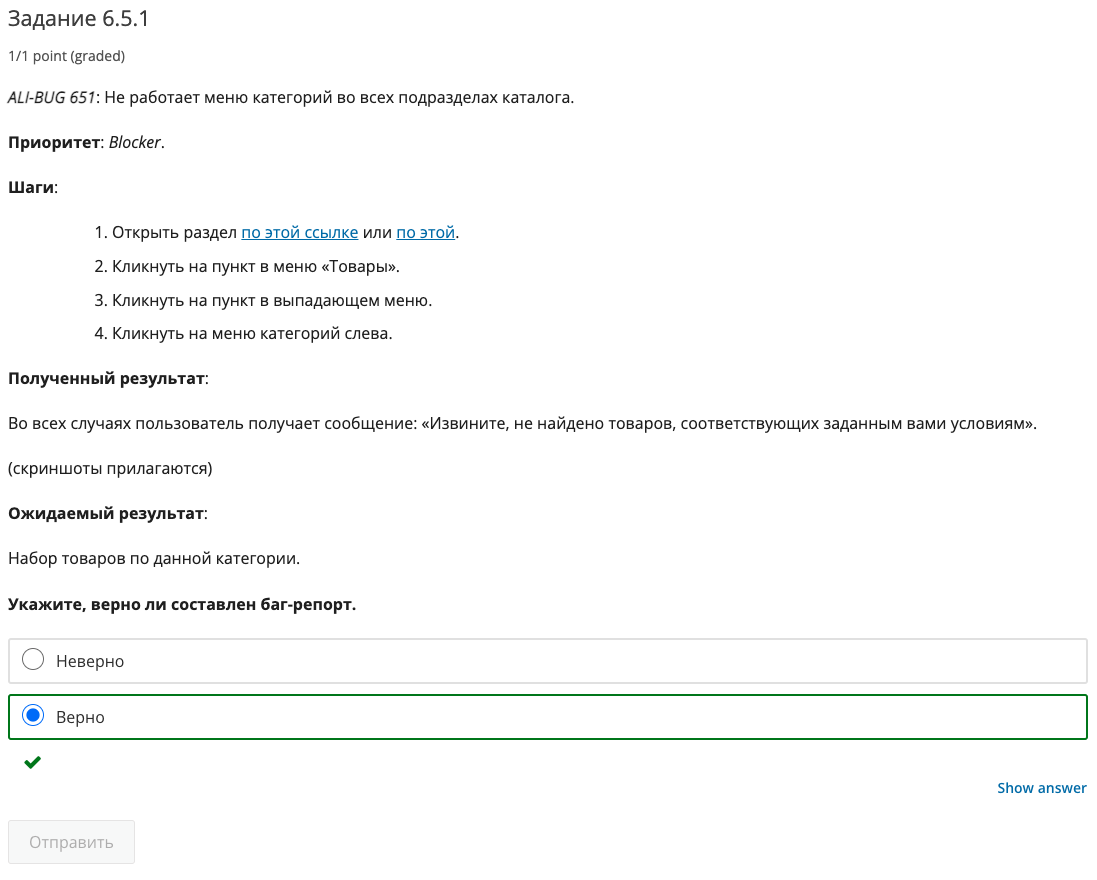 Задание 6.5.1
1/1 point (graded)
ALI-BUG 651: Не работает меню категорий во всех подразделах каталога.
Приоритет: Blocker.
Шаги:
1. Открыть раздел по этой ссылке или по этой.
2. Кликнуть на пункт в меню «Товары».
3. Кликнуть на пункт в выпадающем меню.
4. Кликнуть на меню категорий слева.
Полученный результат:
Во всех случаях пользователь получает сообщение: «Извините, не найдено товаров, соответствующих заданным вами условиям».
(скриншоты прилагаются)
Ожидаемый результат:
Набор товаров по данной категории.
Укажите, верно ли составлен баг-репорт.
Неверно
Верно
Show answer
Отправить